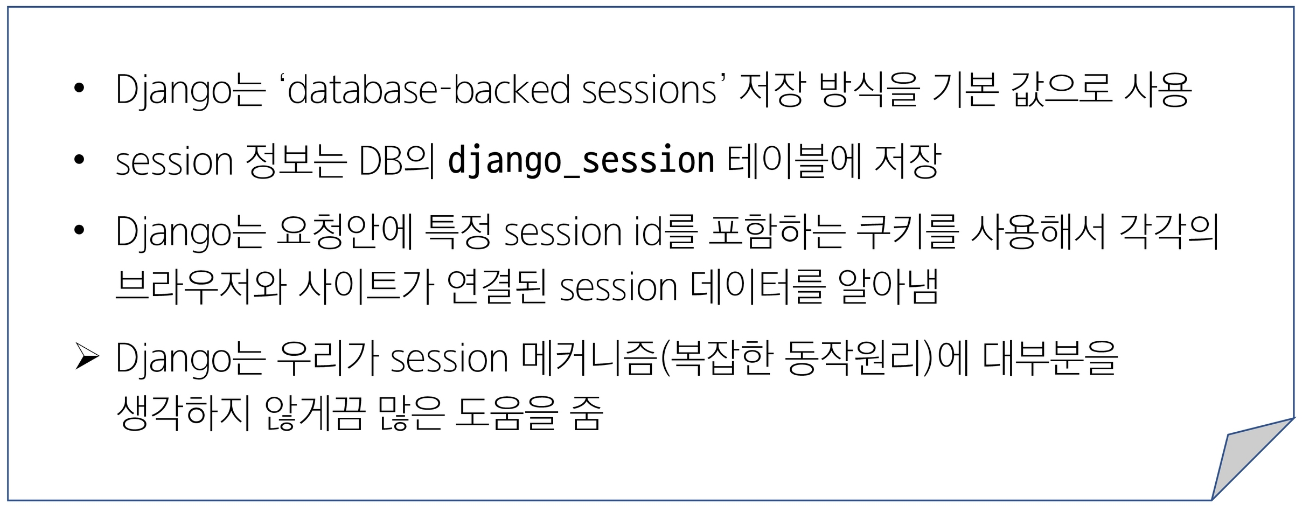 • Django는 ‘database-backed sessions’ 저장 방식을 기본 값으로 사용
• session 정보는 DB의 django_session 테이블에 저장
• Django는 요청안에 특정 session id를 포함하는 쿠키를 사용해서 각각의
브라우저와 사이트가 연결된 session 데이터를 알아냄
➢ Django는 우리가 session 메커니즘(복잡한 동작원리)에 대부분을
생각하지 않게끔 많은 도움을 줌